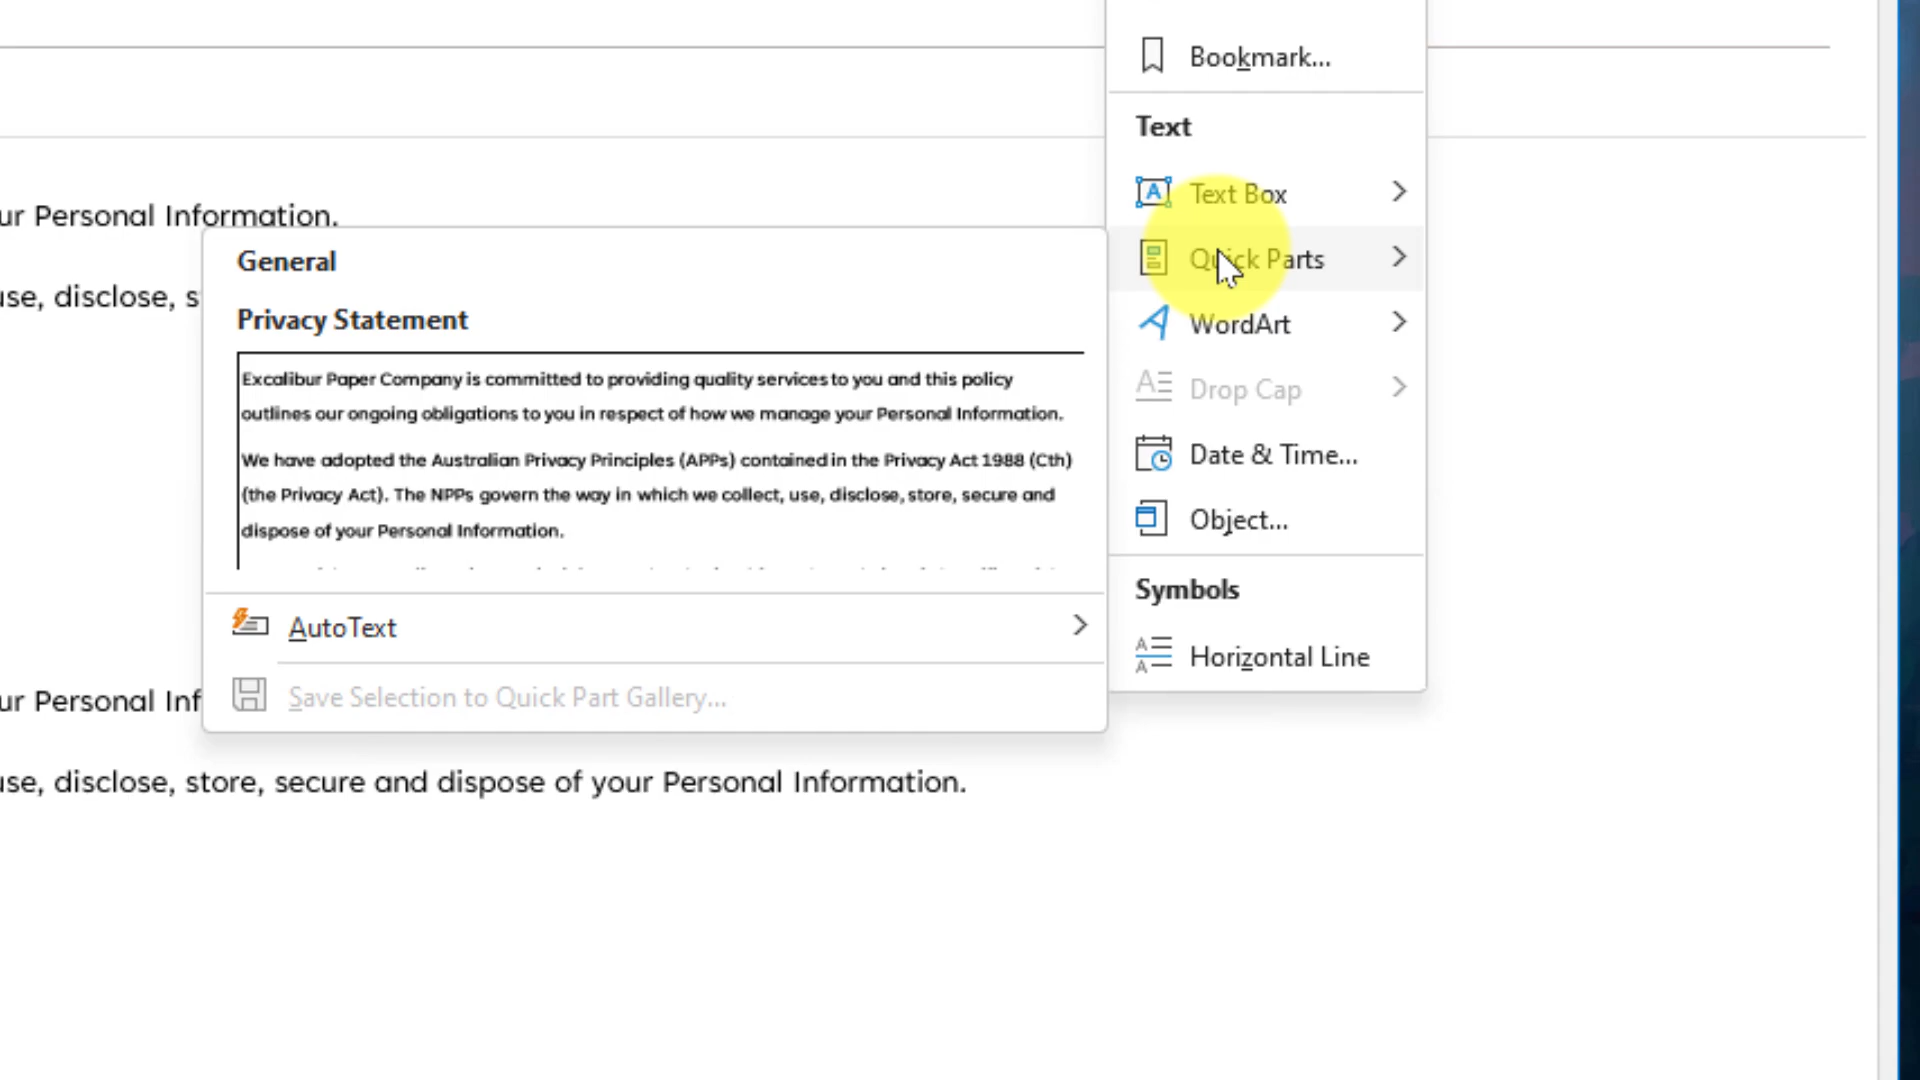 Bookmark...
Text
Text Box
Quick Parts
WordArt
Drop Cap
Date & Time...
Object...
Symbols
Horizontal Line
ur Personal Information.
use, disclose, s
General
Privacy Statement
Excalibur Paper Company is committed to providing quality services to you and this policy
outlines our ongoing obligations to you in respect of how we manage your Personal Information.
We have adopted the Australian Privacy Principles (APPs) contained in the Privacy Act 1988 (Cth)
(the Privacy Act). The NPPs govern the way in which we collect, use, disclose, store, secure and
dispose of your Personal Information.
AutoText
Save Selection to Quick Part Gallery...
ur Personal Inf
use, disclose, store, secure and dispose of your Personal Information.